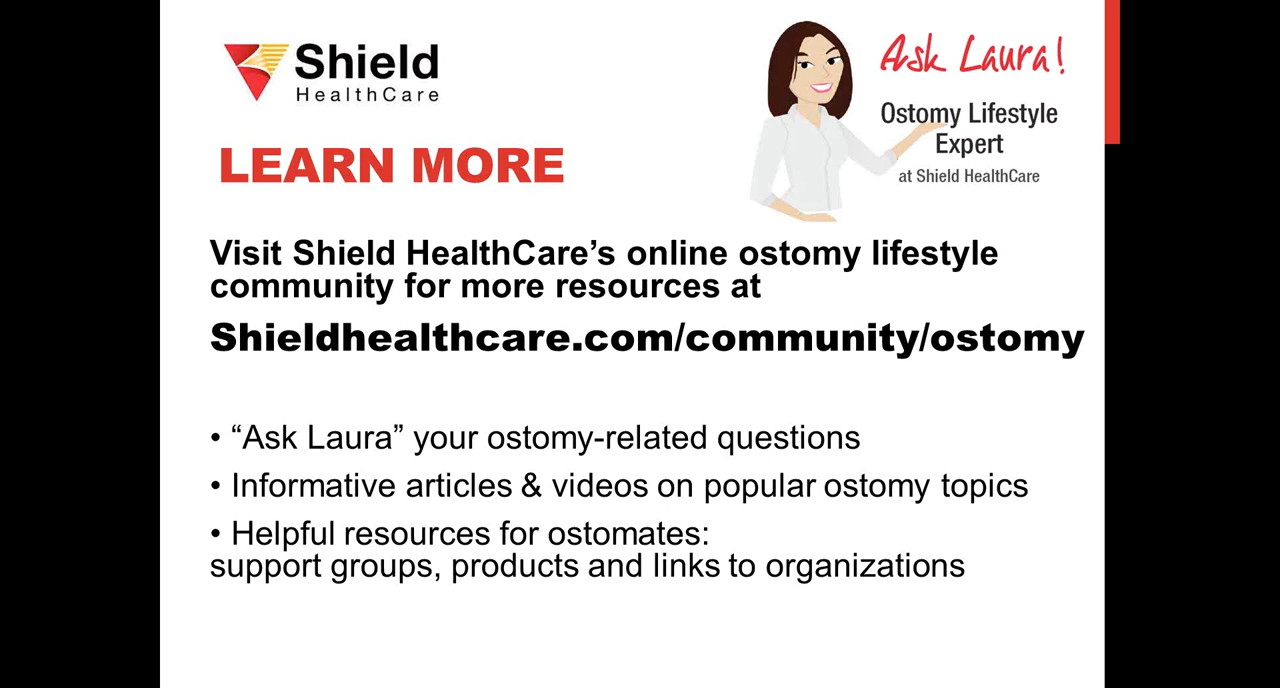 Shield
HealthCare
Ask Laura!
Ostomy Lifestyle
Expert
at Shield HealthCare
LEARN MORE
Visit Shield HealthCare’s online ostomy lifestyle
community for more resources at
Shieldhealthcare.com/community/ostomy
• “Ask Laura” your ostomy-related questions
• Informative articles & videos on popular ostomy topics
• Helpful resources for ostomates:
support groups, products and links to organizations